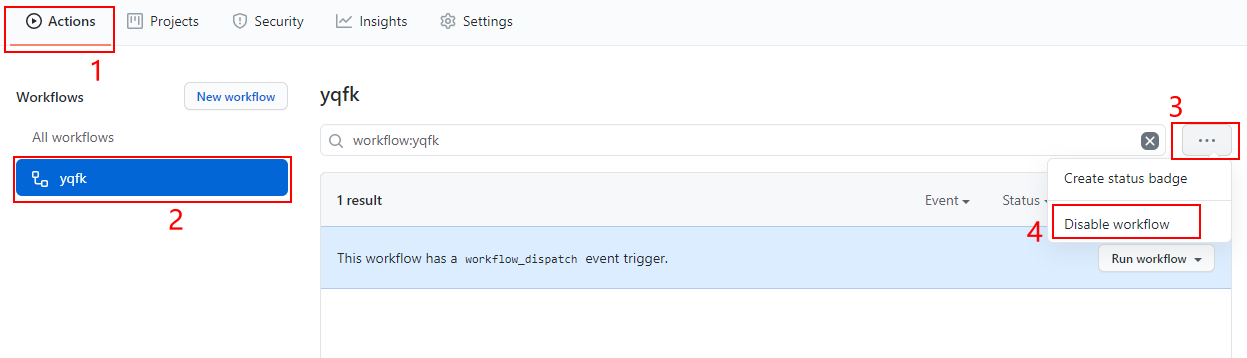 Actions Projects Security Insights Settings
1
Workflows New workflow
yqfk
3
All workflows
workflow:yqfk
yqfk
2
Create status badge
1 result Event Status
4 Disable workflow
This workflow has a workflow_dispatch event trigger. Run workflow